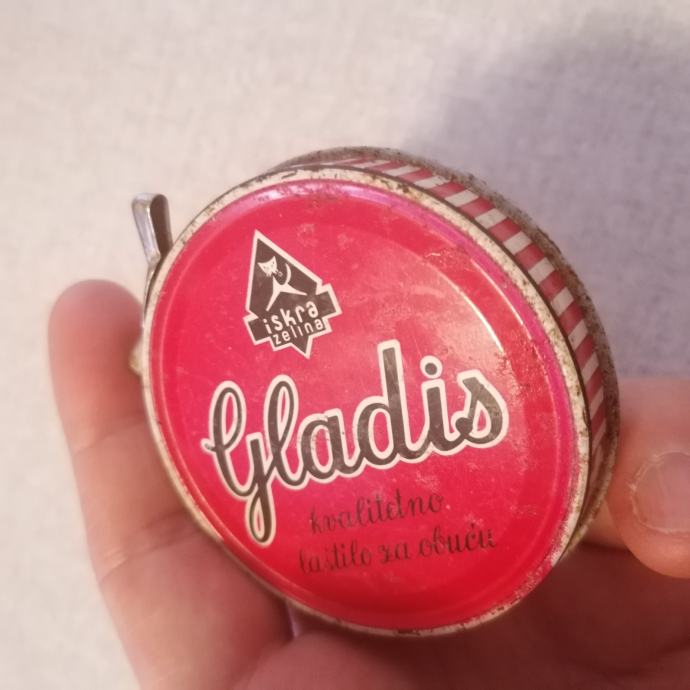 iskra
zelina
Gladis
kvalitetno
laštilo za obuću